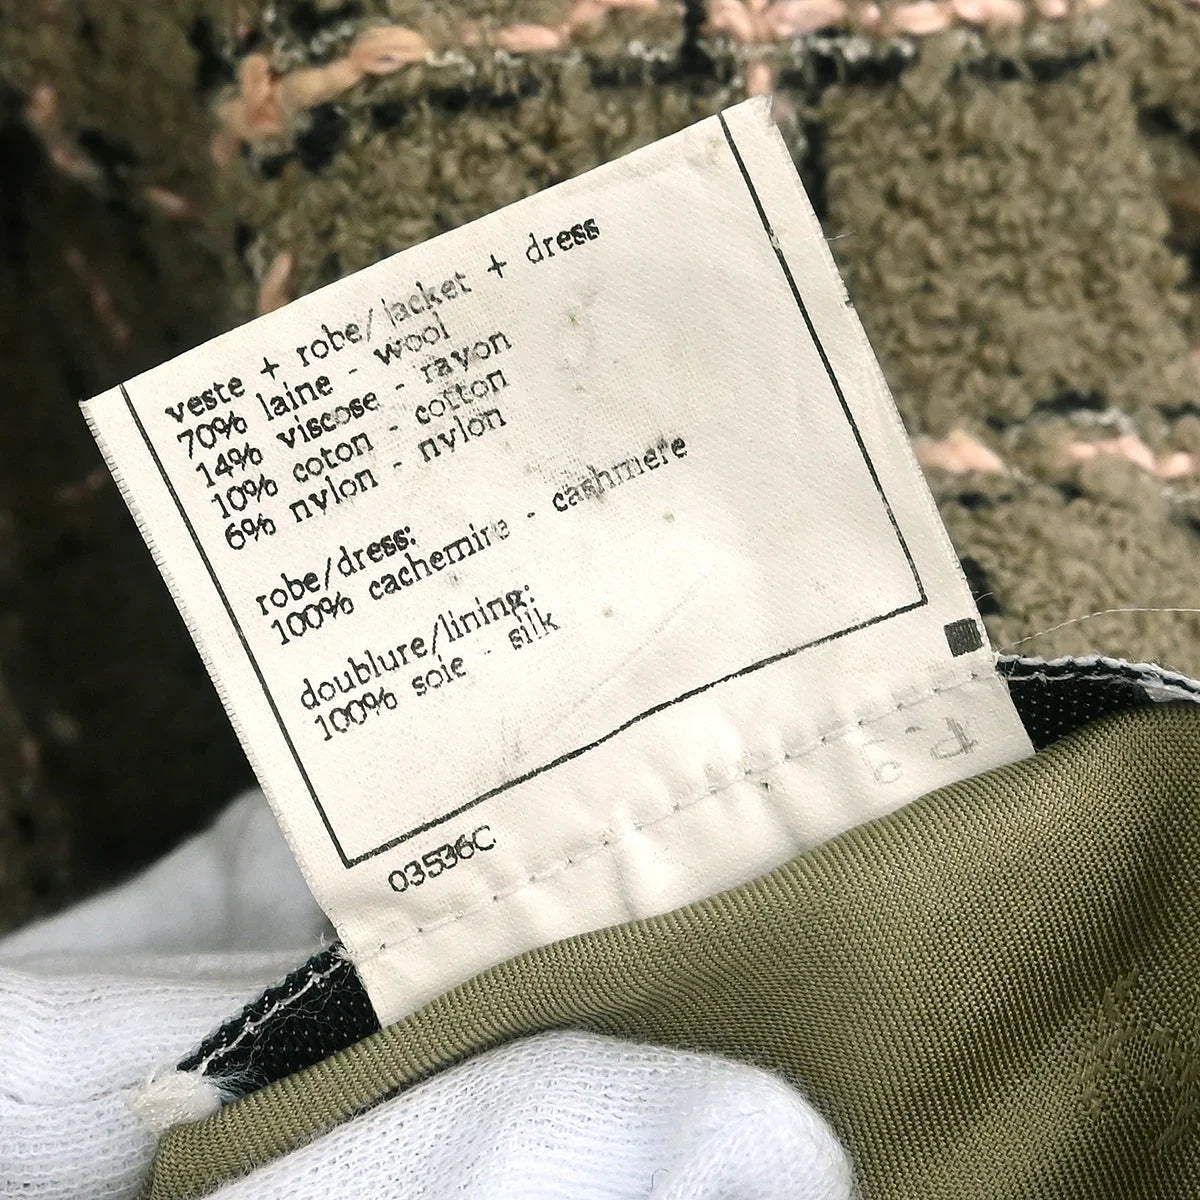 veste + robe/jacket + dress
70% laine - wool
14% viscose - rayon
10% coton - cotton
6% nylon - nylon
robe/dress:
100% cachemire - cashmere
doublure/lining:
100% soie - silk
03536C